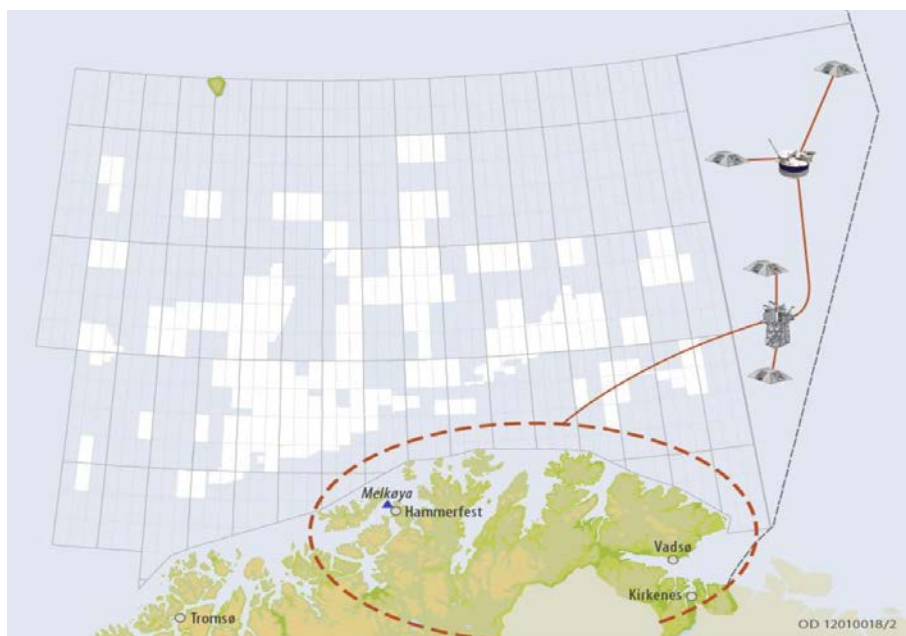 Melkøya
Hammerfest
Vadsø
Kirkenes
Tromsø
OD 12010018/2